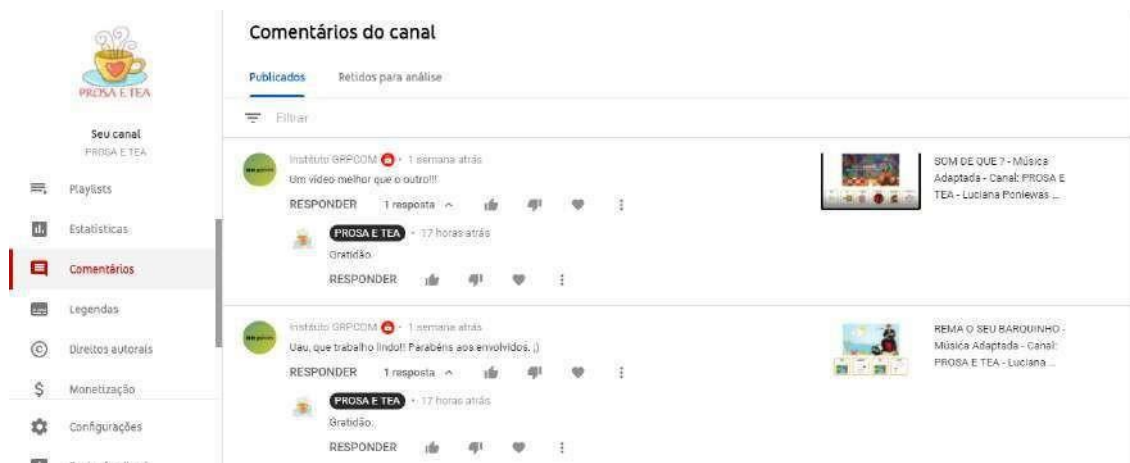 PROSA E TEA
Seu canal
PROSA E TEA
Playlists
Estatísticas
Comentários
Legendas
Direitos autorais
Monetização
Configurações
Comentários do canal
Publicados
Retidos para análise
Filtrar
Instituto GRPCOM • 1 semana atrás
Um vídeo melhor que o outro!!!
RESPONDER 1 resposta
PROSA E TEA • 17 horas atrás
Gratidão.
RESPONDER
SOM DE QUE ? - Música
Adaptada - Canal: PROSA E
TEA - Luciana Poniewas ...
Instituto GRPCOM • 1 semana atrás
Uau, que trabalho lindo!! Parabéns aos envolvidos. ;)
RESPONDER 1 resposta
PROSA E TEA • 17 horas atrás
Gratidão.
RESPONDER
REMA O SEU BARQUINHO -
Música Adaptada - Canal:
PROSA E TEA - Luciana ...